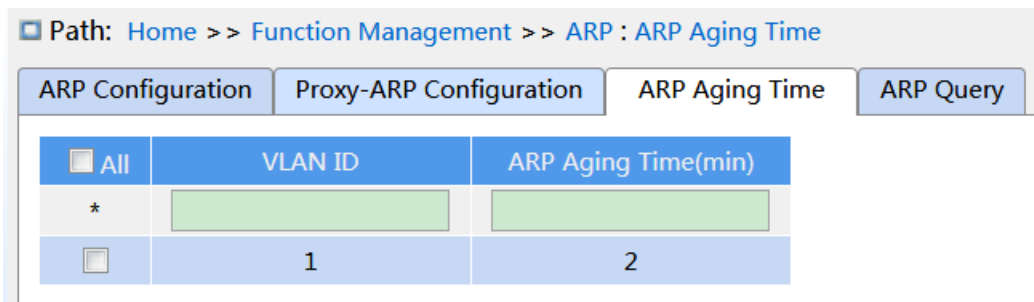 Path: Home >> Function Management >> ARP : ARP Aging Time
ARP Configuration Proxy-ARP Configuration ARP Aging Time ARP Query
All VLAN ID ARP Aging Time(min)
*
1 2